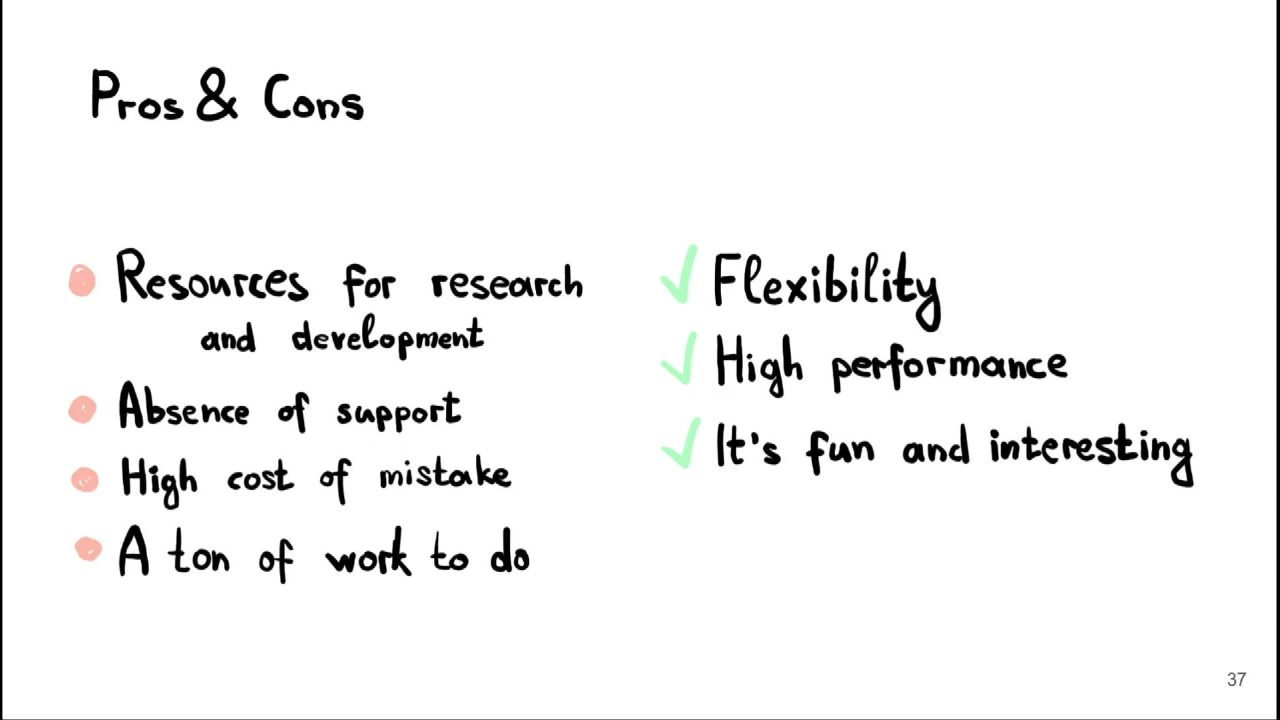 Pros & Cons
Resources for research
and development
Absence of support
High cost of mistake
A ton of work to do
Flexibility
High performance
It's fun and interesting
37